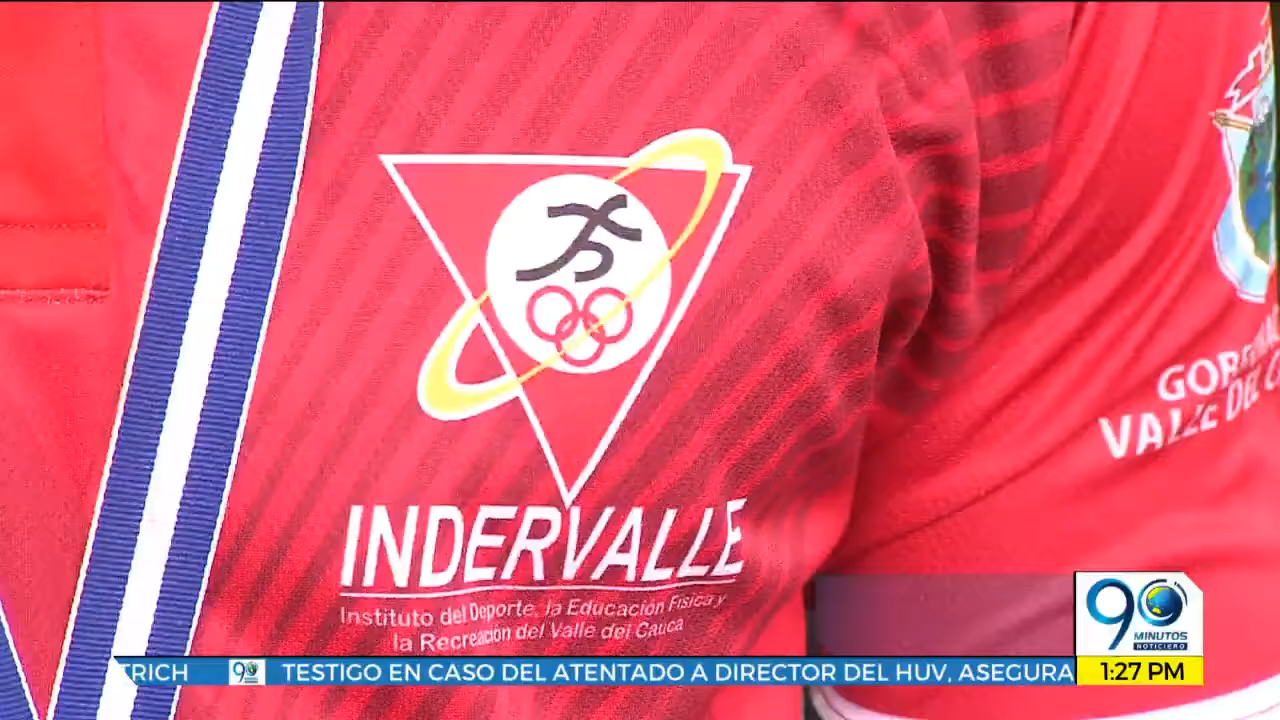 INDERVALLE
Instituto del Deporte, la Educación Física y
la Recreación del Valle del Cauca
VALLE DEL
90
MINUTOS
NOTICIERO
1:27 PM
TRICH 90 TESTIGO EN CASO DEL ATENTADO A DIRECTOR DEL HUV, ASEGURA